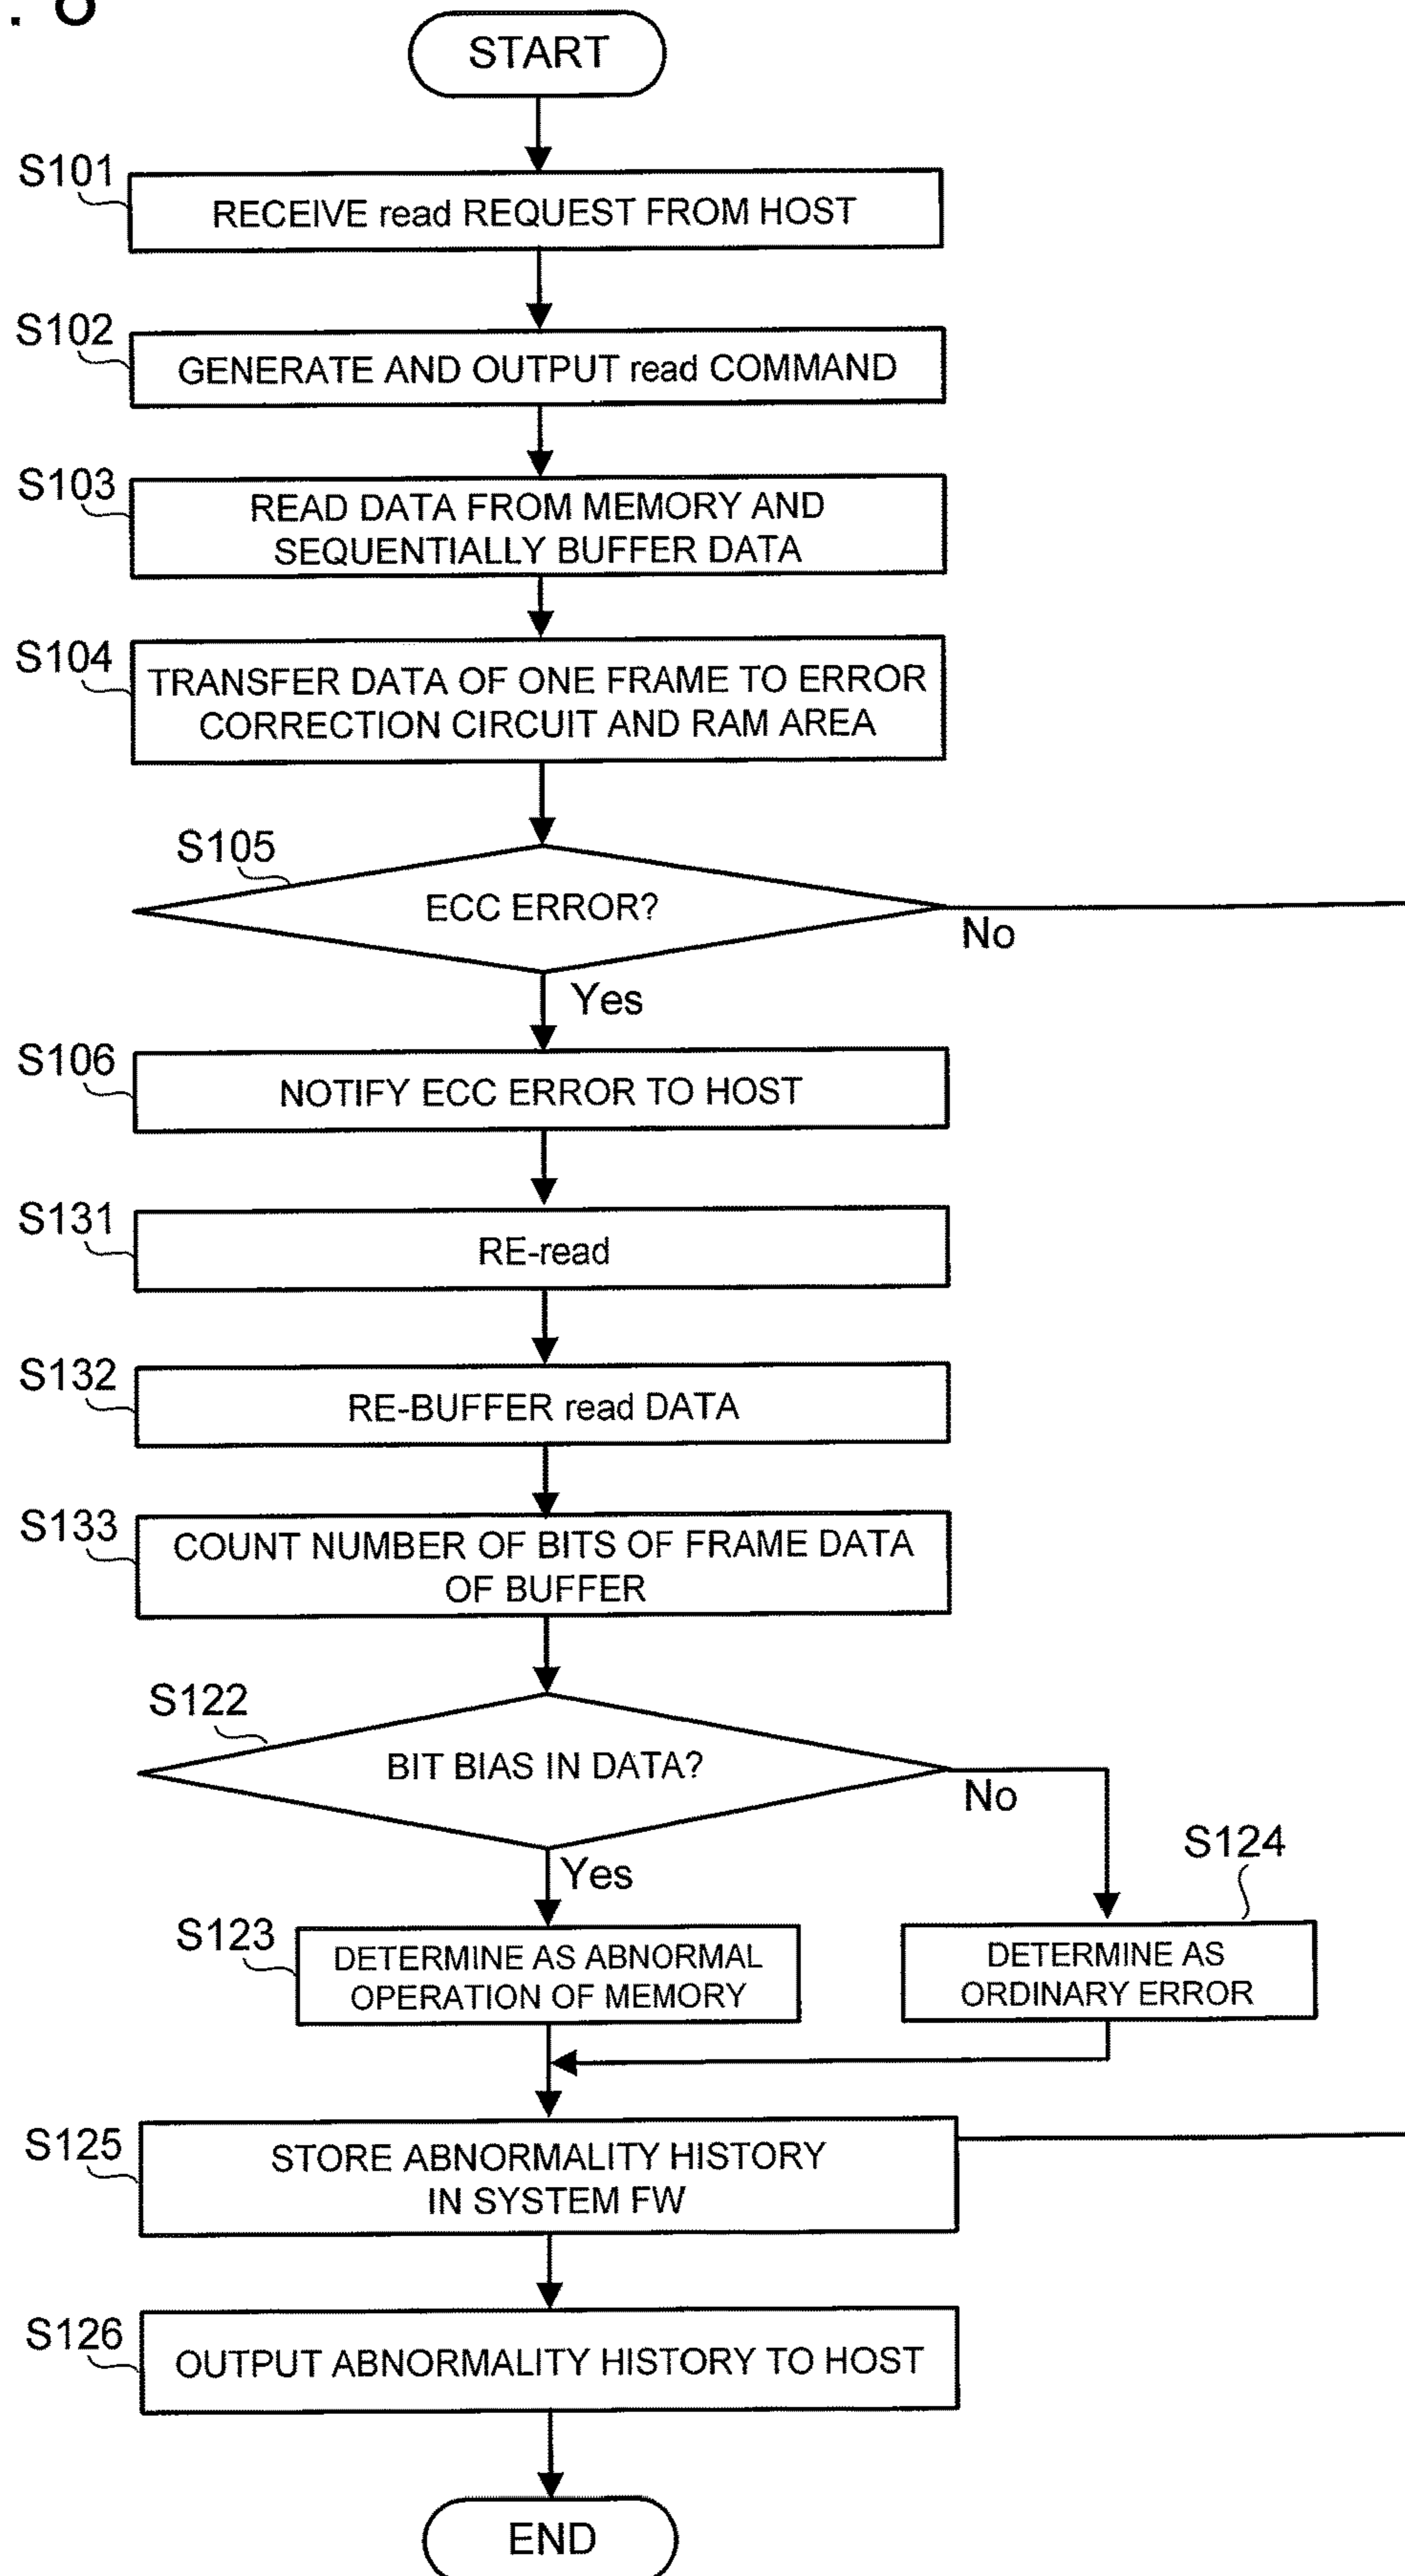 . 8
START
S101
RECEIVE read REQUEST FROM HOST
S102
GENERATE AND OUTPUT read COMMAND
S103
READ DATA FROM MEMORY AND
SEQUENTIALLY BUFFER DATA
S104
TRANSFER DATA OF ONE FRAME TO ERROR
CORRECTION CIRCUIT AND RAM AREA
S105
ECC ERROR?
No
Yes
S106
NOTIFY ECC ERROR TO HOST
S131
RE-read
S132
RE-BUFFER read DATA
S133
COUNT NUMBER OF BITS OF FRAME DATA
OF BUFFER
S122
BIT BIAS IN DATA?
No
Yes
S124
S123
DETERMINE AS ABNORMAL
OPERATION OF MEMORY
DETERMINE AS
ORDINARY ERROR
S125
STORE ABNORMALITY HISTORY
IN SYSTEM FW
S126
OUTPUT ABNORMALITY HISTORY TO HOST
END